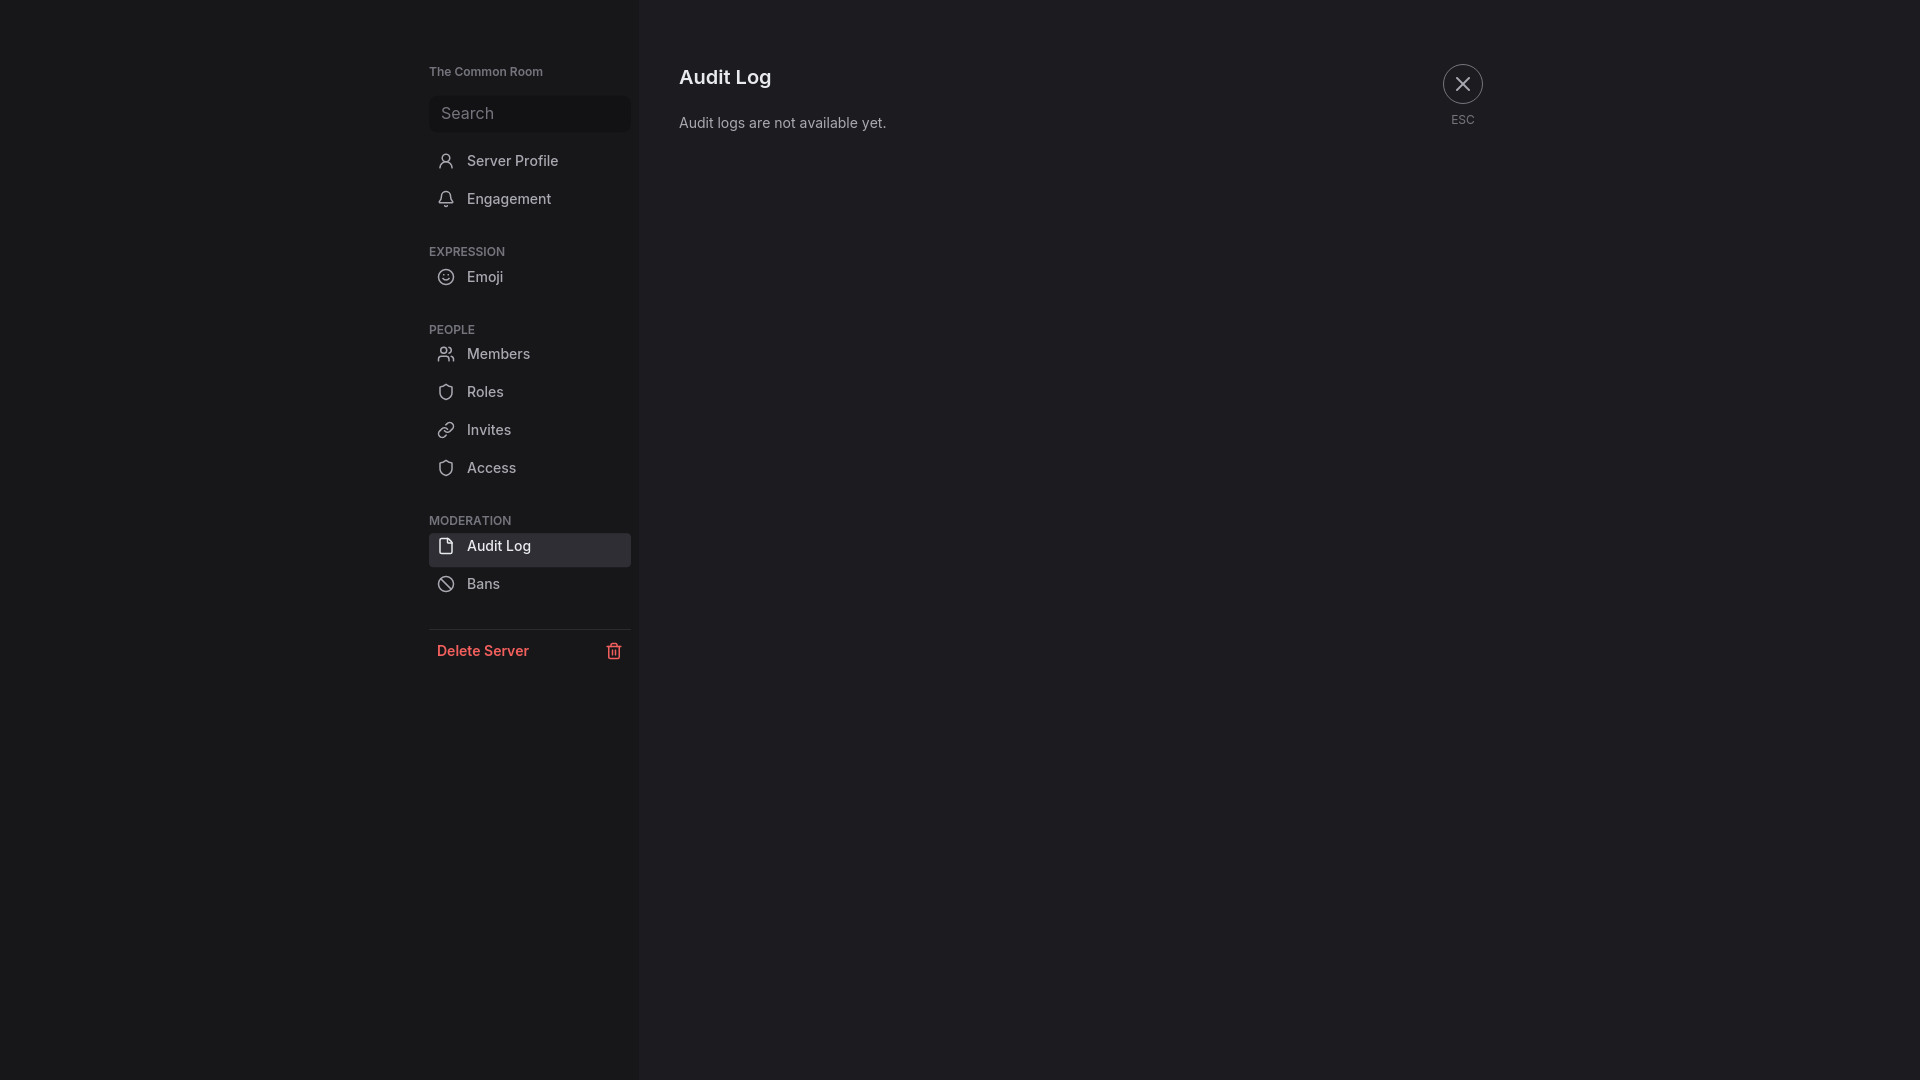 The Common Room
Search
Server Profile
Engagement
EXPRESSION
Emoji
PEOPLE
Members
Roles
Invites
Access
MODERATION
Audit Log
Bans
Delete Server
Audit Log
Audit logs are not available yet.
ESC